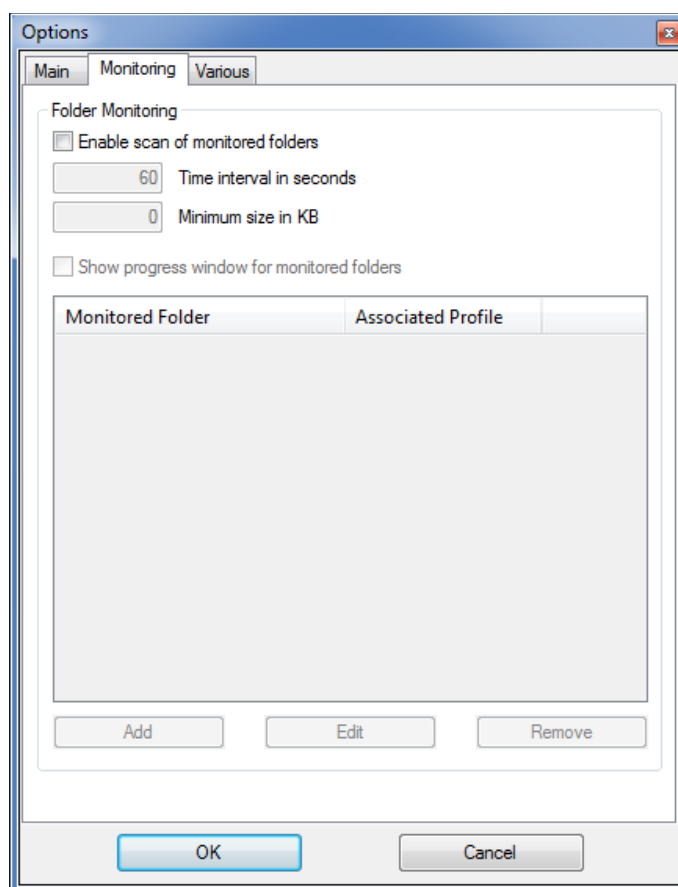 Options
Main Monitoring Various
Folder Monitoring
Enable scan of monitored folders
60 Time interval in seconds
0 Minimum size in KB
Show progress window for monitored folders
Monitored Folder Associated Profile
Add Edit Remove
OK Cancel